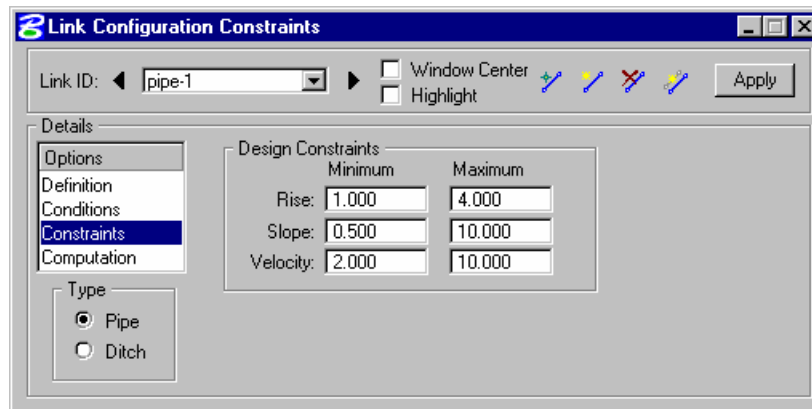 Link Configuration Constraints
Link ID: pipe-1 Window Center Apply
Highlight
Details
Options
Definition
Conditions
Constraints
Computation
Design Constraints
Minimum Maximum
Rise: 1.000 4.000
Slope: 0.500 10.000
Velocity: 2.000 10.000
Type
Pipe
Ditch